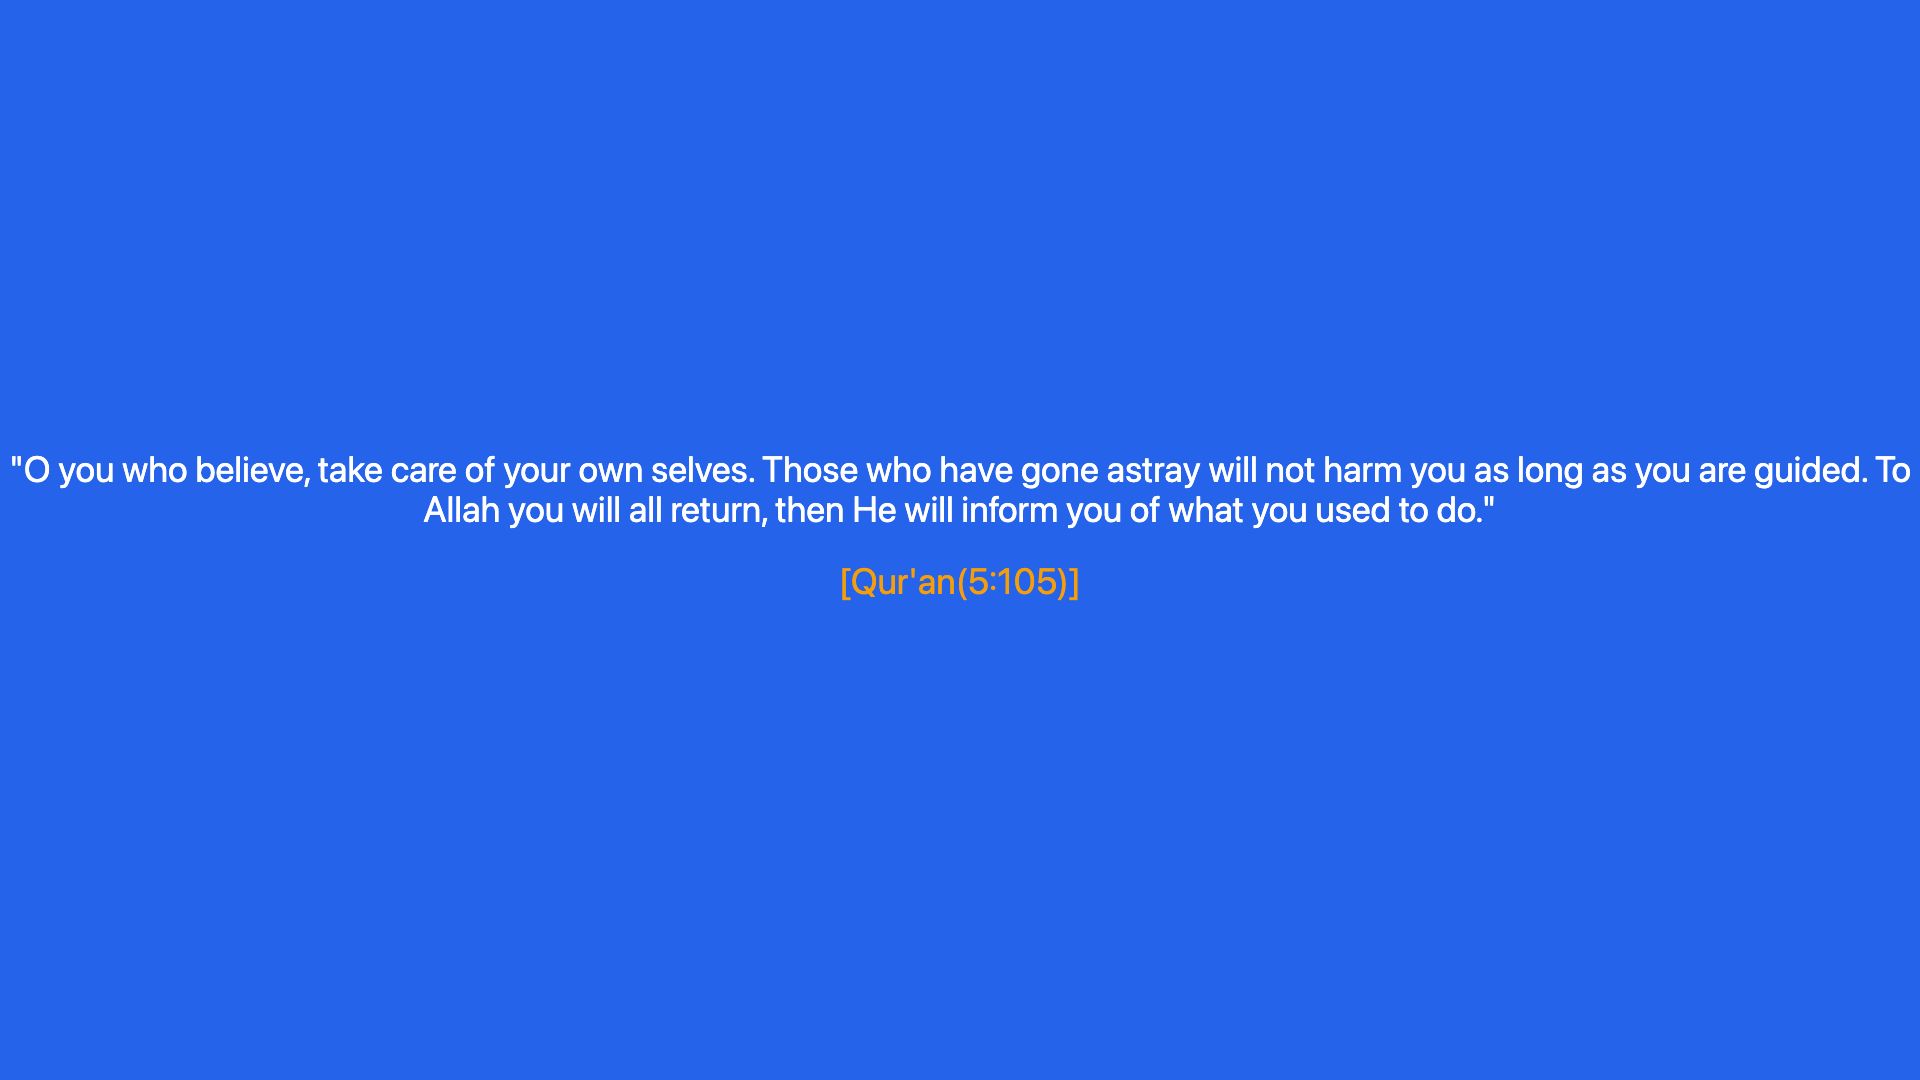 "O you who believe, take care of your own selves. Those who have gone astray will not harm you as long as you are guided. To
Allah you will all return, then He will inform you of what you used to do."
[Qur'an(5:105)]